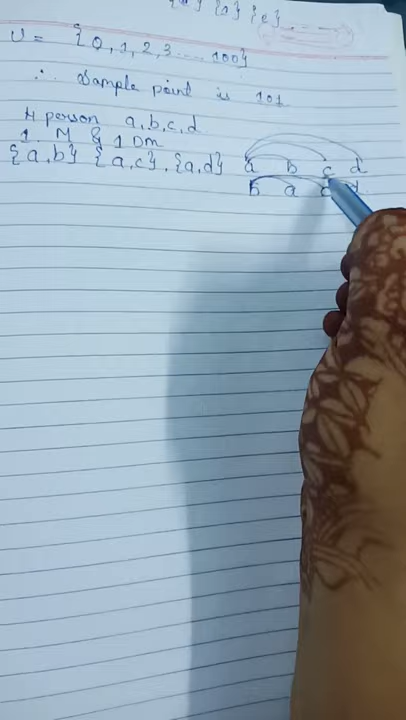 {a} {e}
U = {0, 1, 2, 3 .... 100}
∴ Sample point is 101
4 person a, b, c, d
1 M & 1 Dm
{a, b} {a, c}, {a, d} a b c d
b a c d